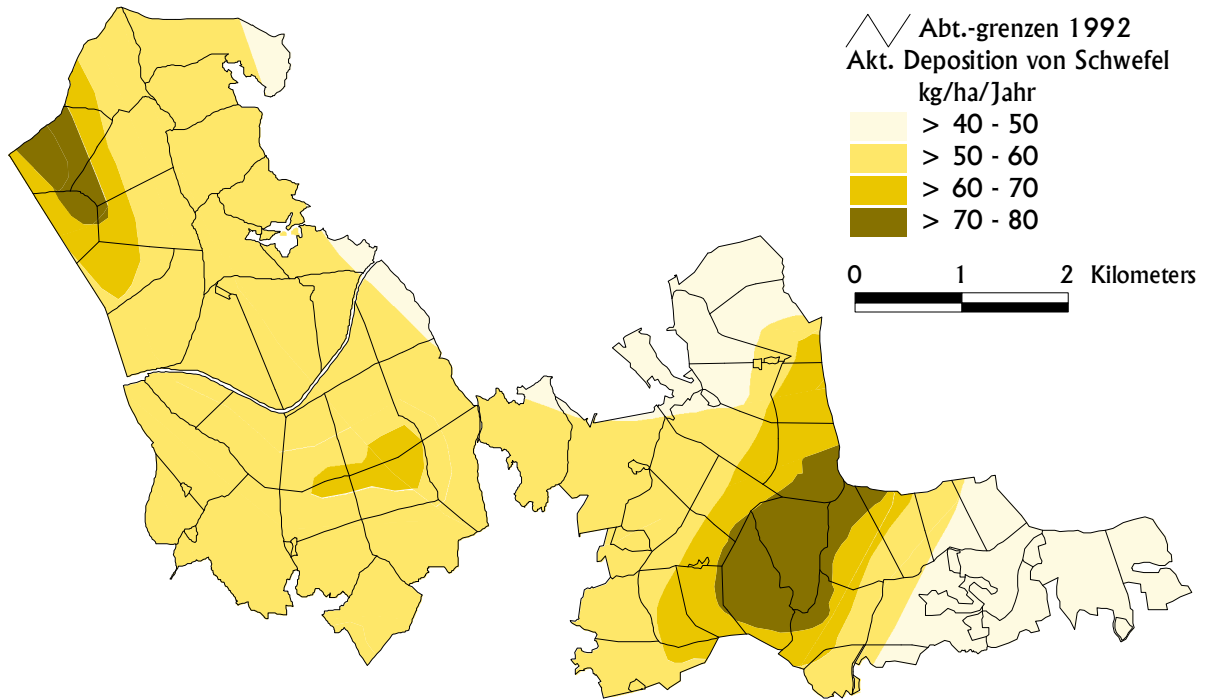 Abt.-grenzen 1992
Akt. Deposition von Schwefel
kg/ha/Jahr
> 40 - 50
> 50 - 60
> 60 - 70
> 70 - 80
0 1 2 Kilometers